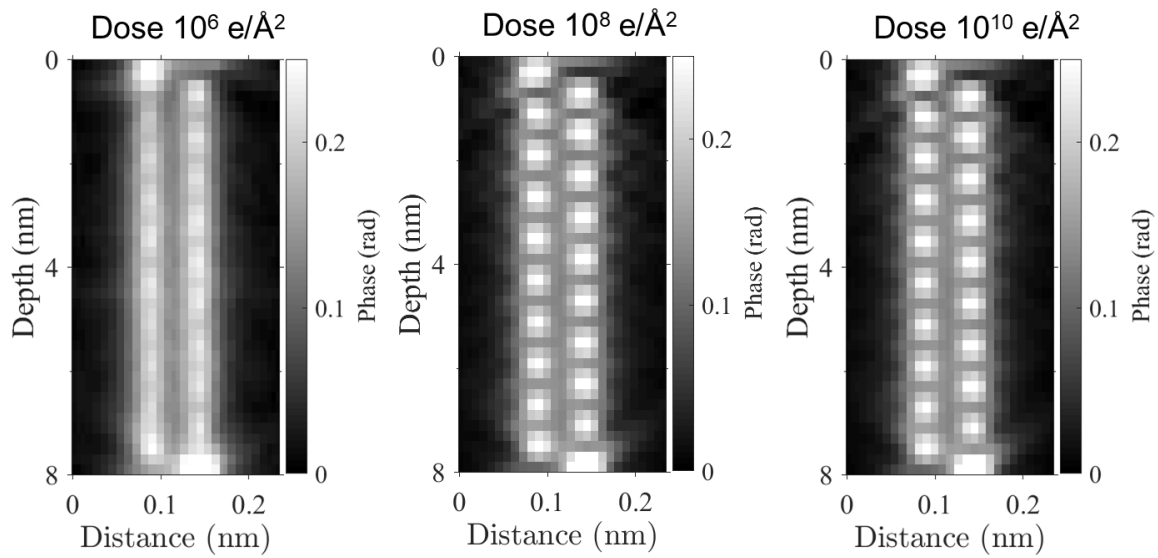 Dose 10⁶ e/Å²
0
4
8
Depth (nm)
0
0.1
0.2
Distance (nm)
0.2
0.1
0
Phase (rad)
Dose 10⁸ e/Å²
0
4
8
Depth (nm)
0
0.1
0.2
Distance (nm)
0.2
0.1
0
Phase (rad)
Dose 10¹⁰ e/Å²
0
4
8
Depth (nm)
0
0.1
0.2
Distance (nm)
0.2
0.1
0
Phase (rad)